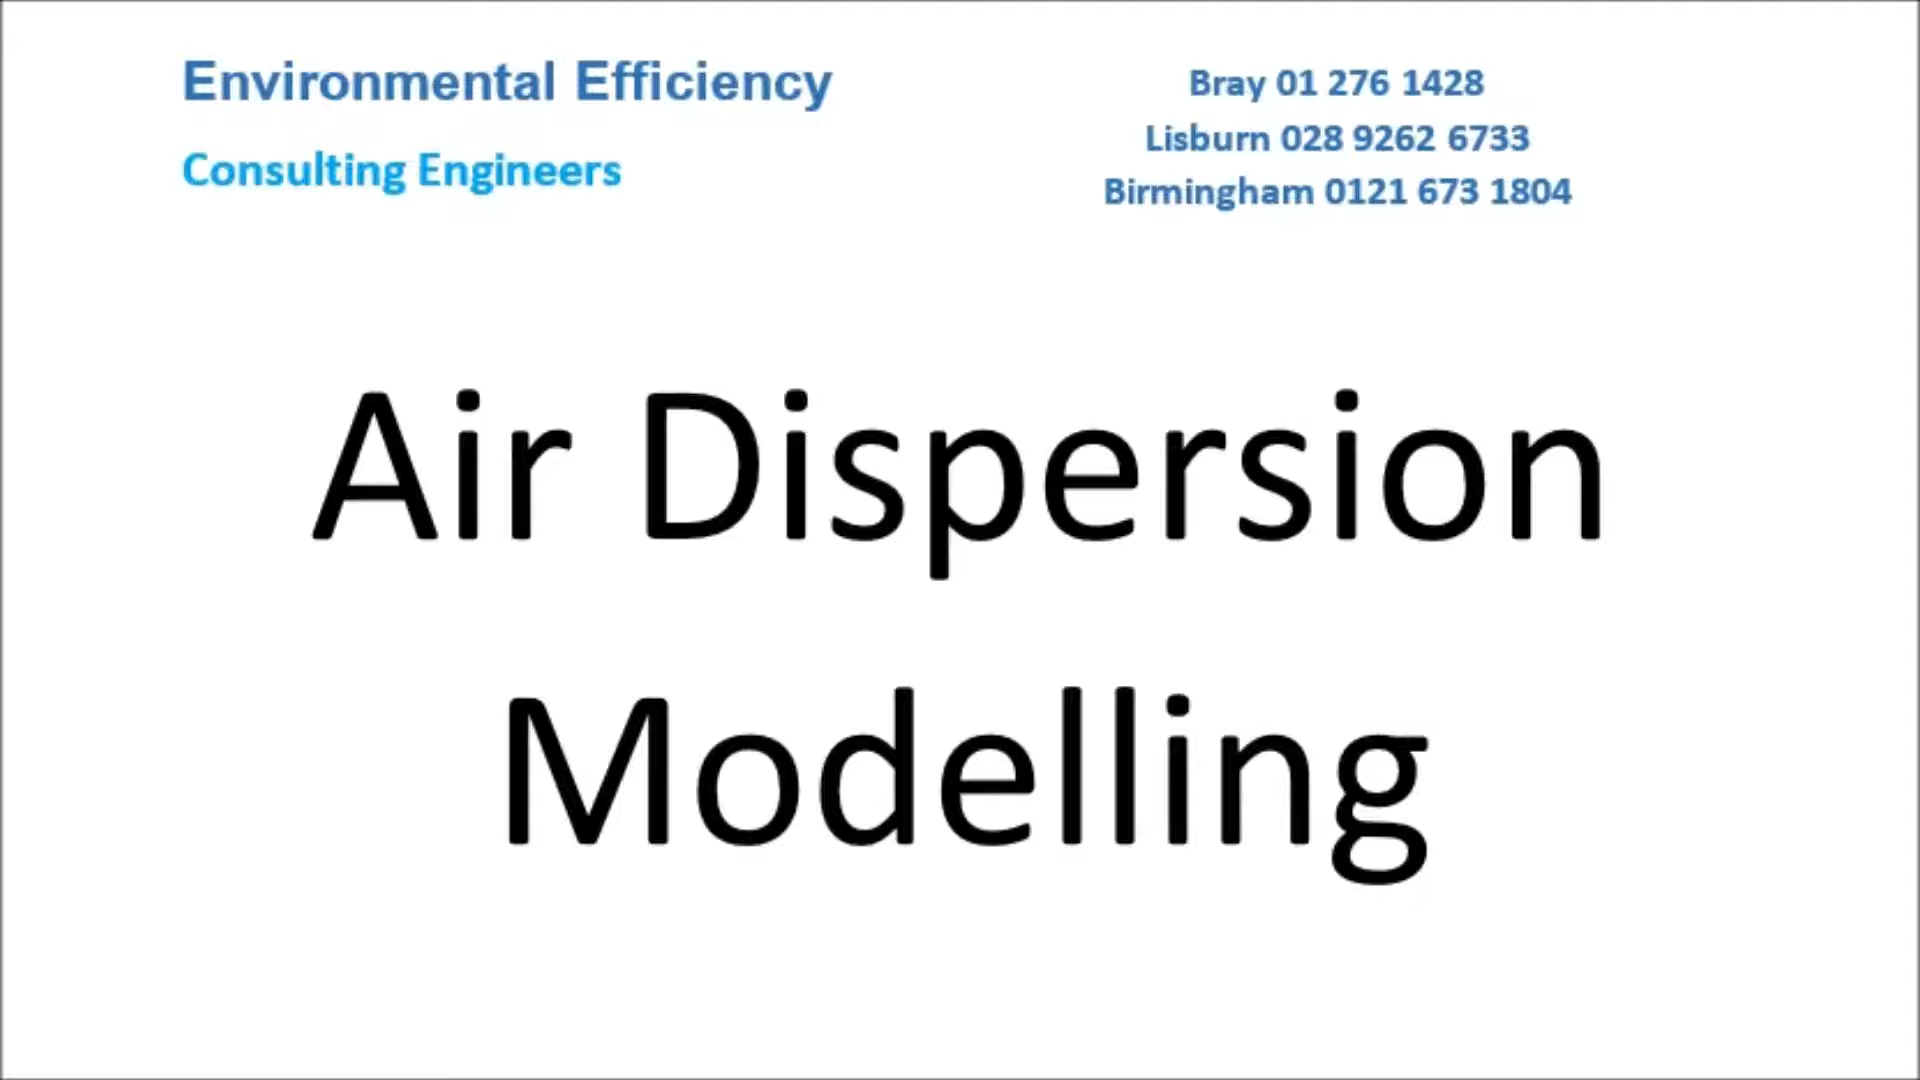 Environmental Efficiency
Consulting Engineers
Bray 01 276 1428
Lisburn 028 9262 6733
Birmingham 0121 673 1804
Air Dispersion
Modelling